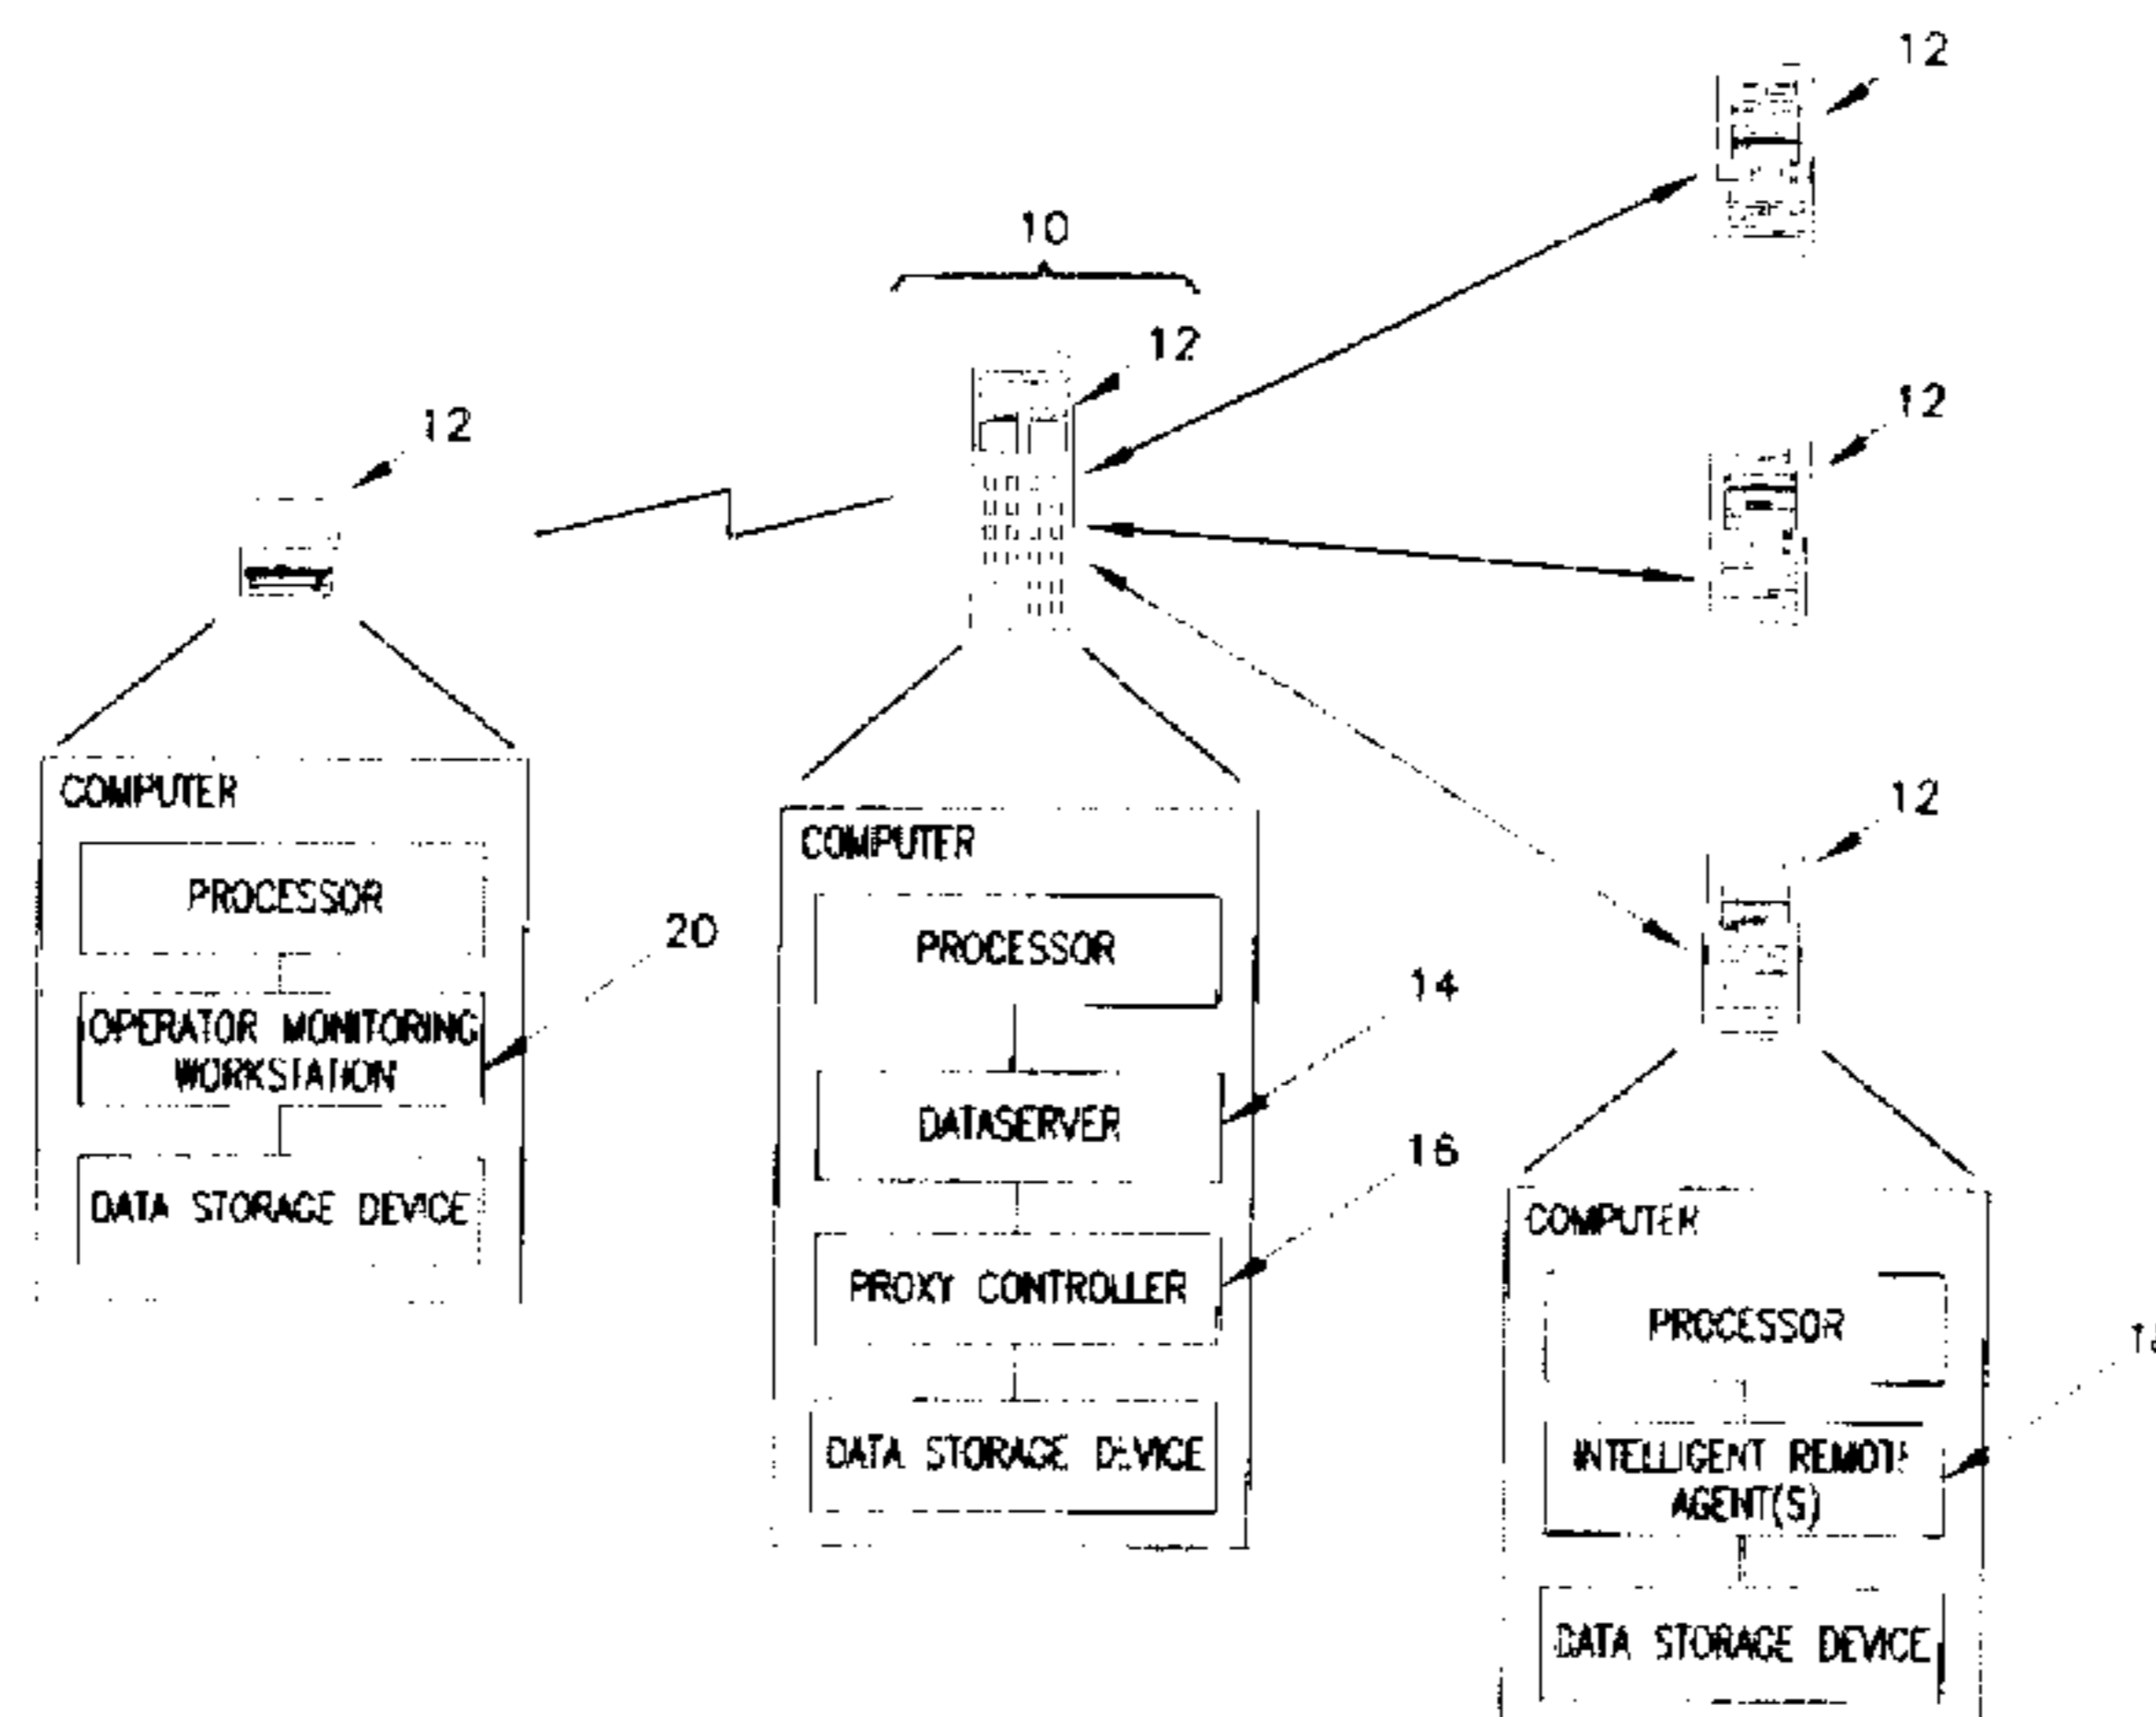 12
10
12
12
12
12
COMPUTER
PROCESSOR
OPERATOR MONITORING
WORKSTATION
DATA STORAGE DEVICE
20
COMPUTER
PROCESSOR
DATASERVER
PROXY CONTROLLER
DATA STORAGE DEVICE
14
16
COMPUTER
PROCESSOR
INTELLIGENT REMOTE
AGENT(S)
DATA STORAGE DEVICE